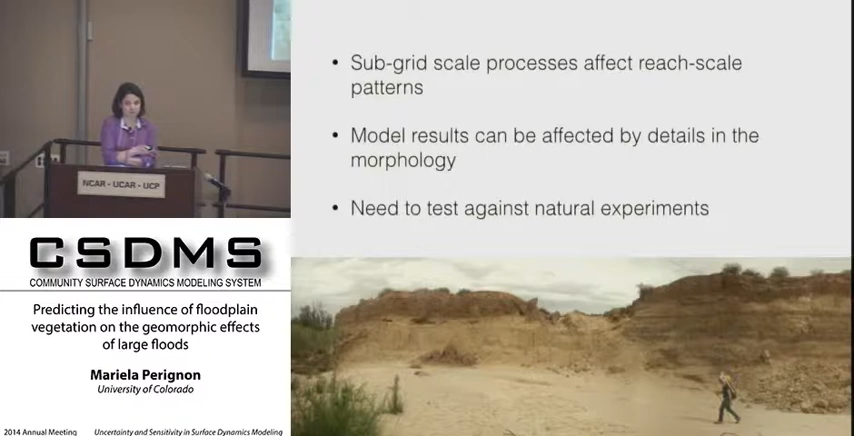 NCAR - UCAR - UCP
CSDMS
COMMUNITY SURFACE DYNAMICS MODELING SYSTEM
Predicting the influence of floodplain
vegetation on the geomorphic effects
of large floods
Mariela Perignon
University of Colorado
2014 Annual Meeting
Uncertainty and Sensitivity in Surface Dynamics Modeling
• Sub-grid scale processes affect reach-scale
patterns
• Model results can be affected by details in the
morphology
• Need to test against natural experiments